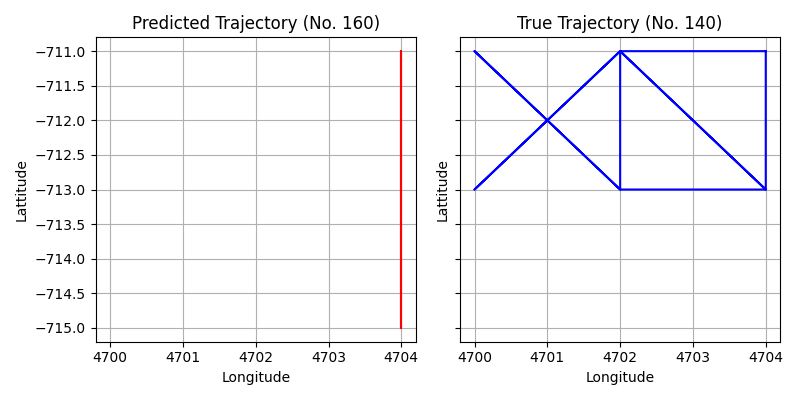 Predicted Trajectory (No. 160)
True Trajectory (No. 140)
−711.0
−711.5
−712.0
−712.5
−713.0
−713.5
−714.0
−714.5
−715.0
Lattitude
Lattitude
4700 4701 4702 4703 4704
4700 4701 4702 4703 4704
Longitude
Longitude